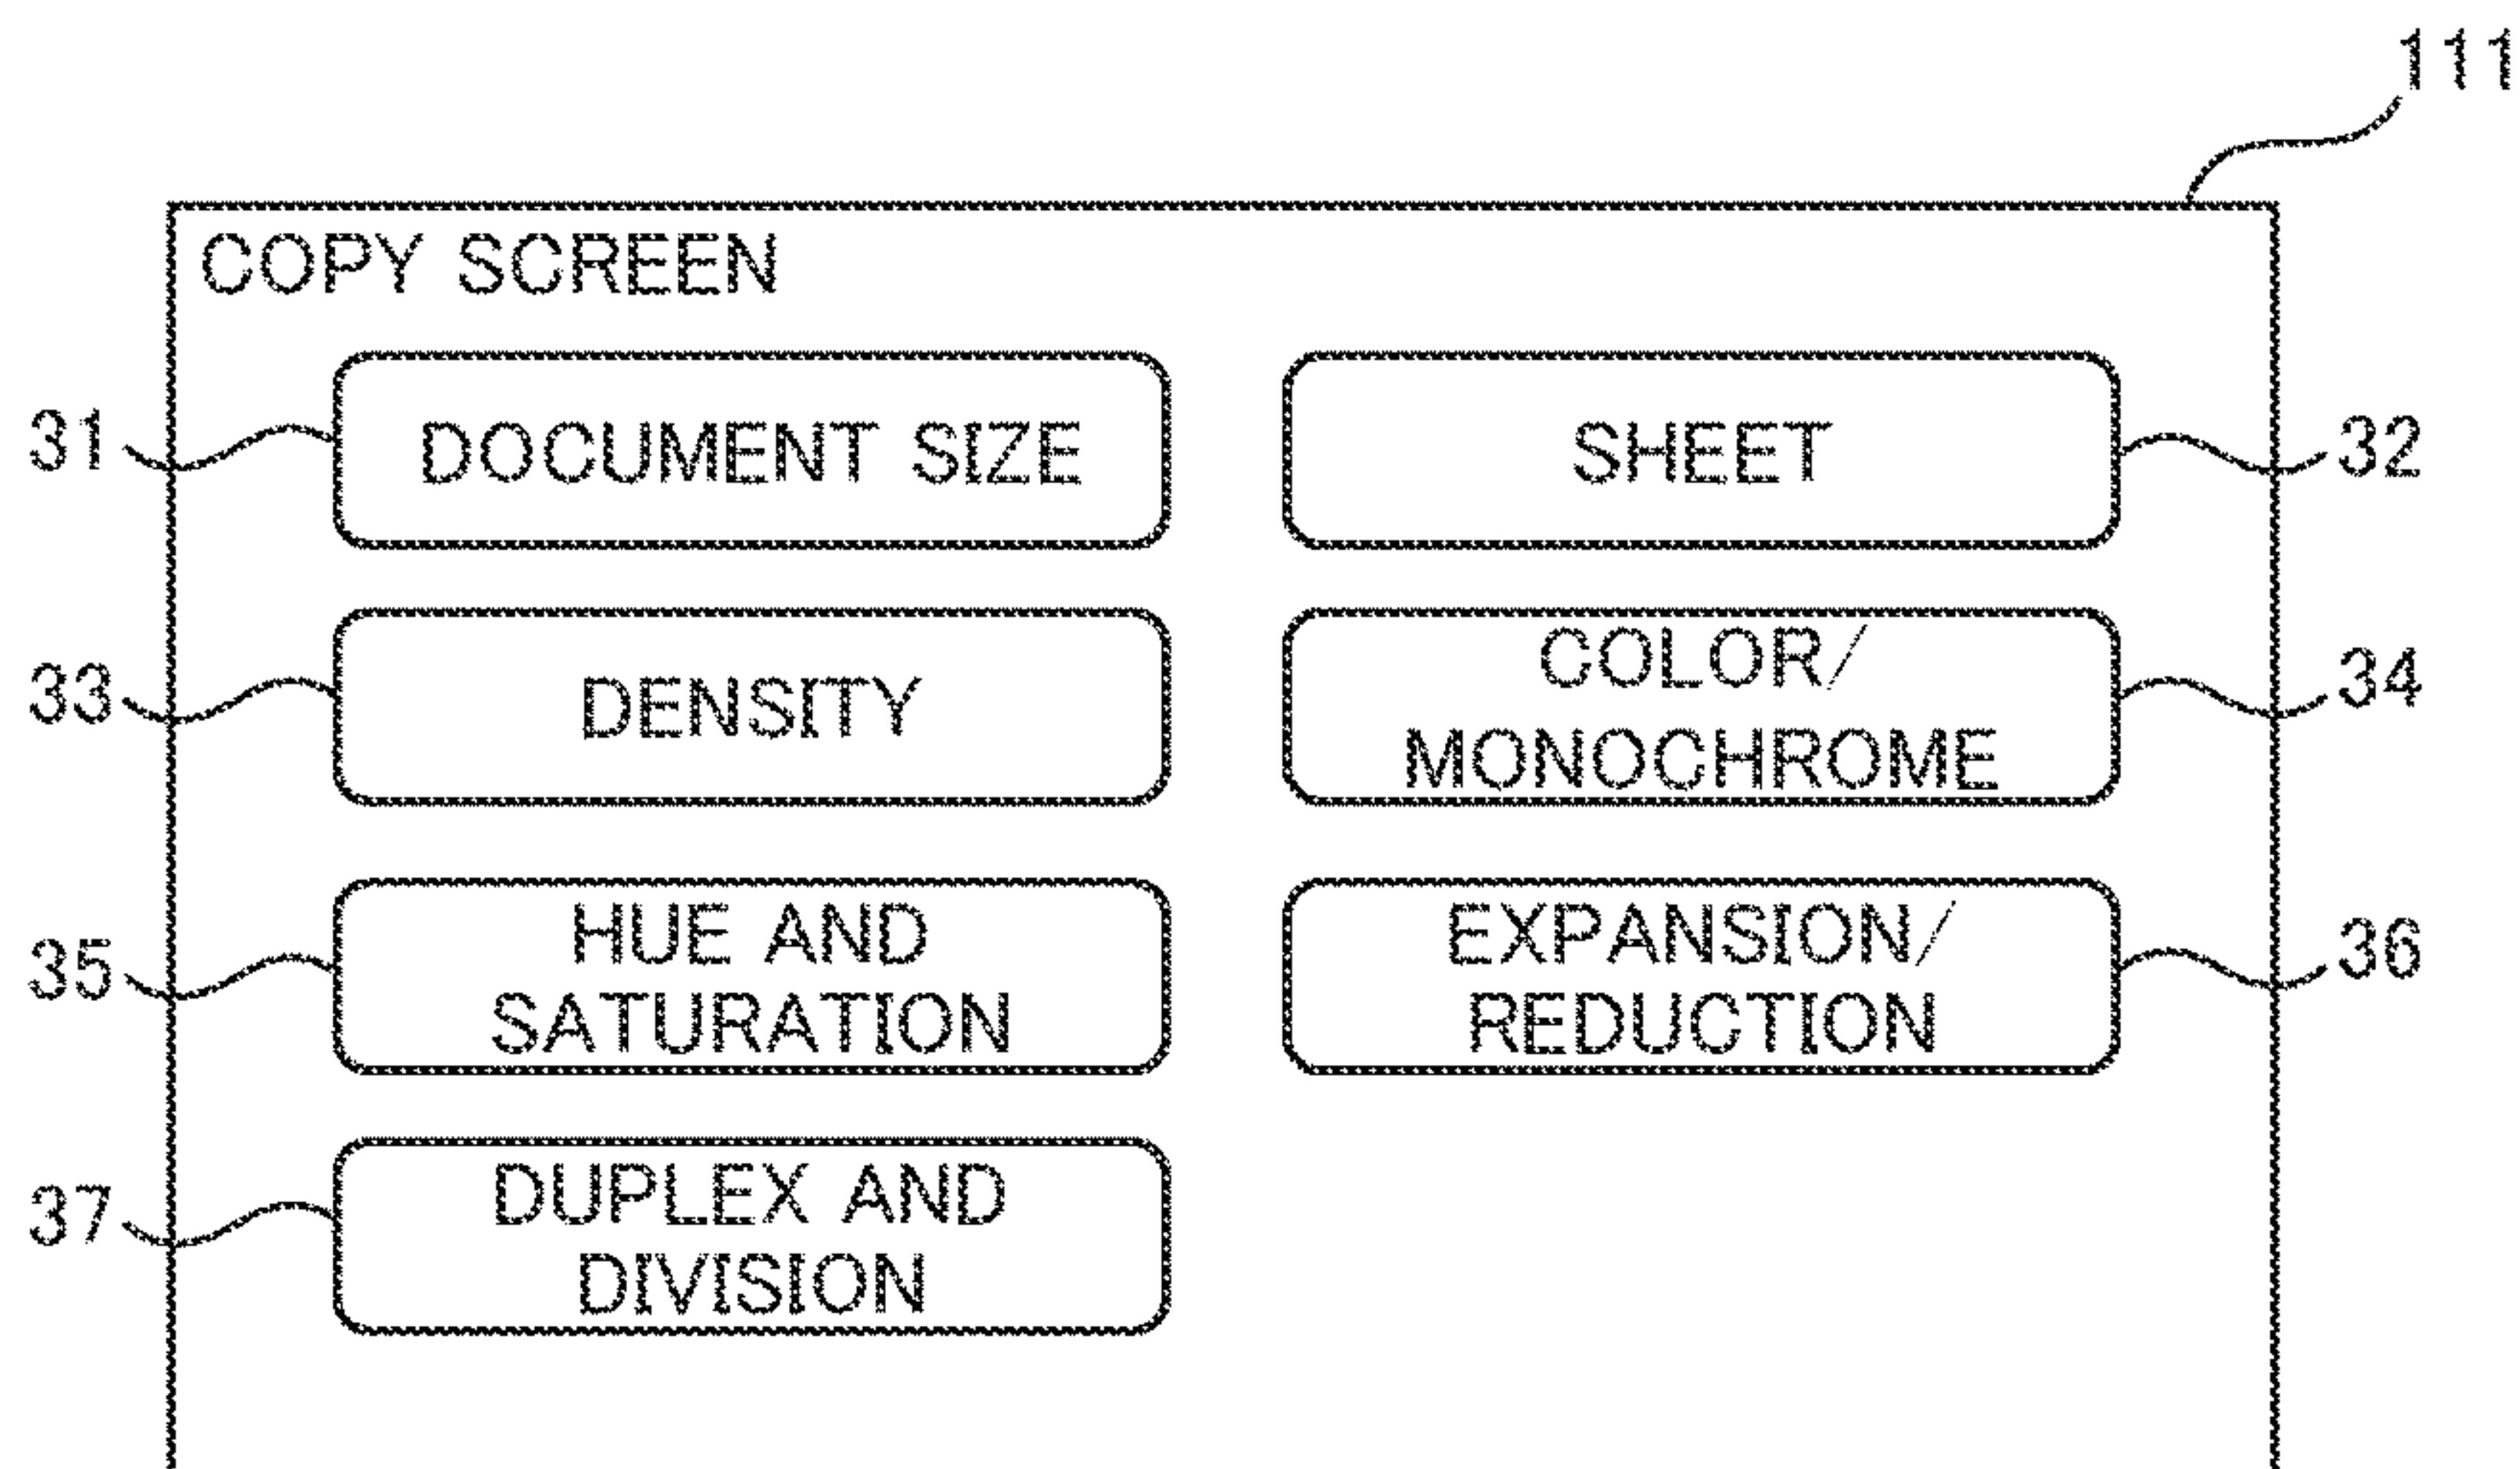 111
COPY SCREEN
31
DOCUMENT SIZE
SHEET
32
33
DENSITY
COLOR/
MONOCHROME
34
35
HUE AND
SATURATION
EXPANSION/
REDUCTION
36
37
DUPLEX AND
DIVISION